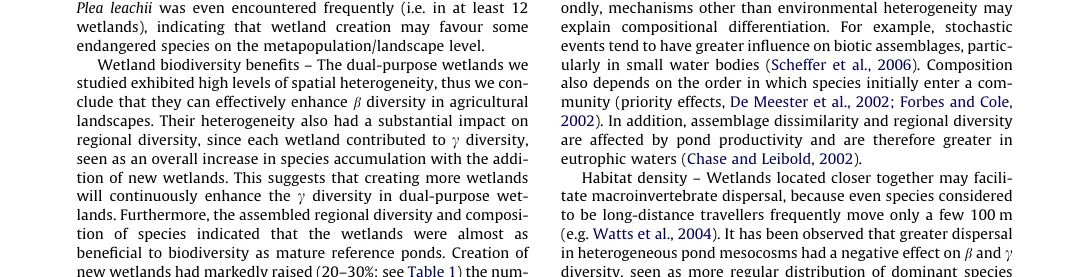 Plea leachii was even encountered frequently (i.e. in at least 12
wetlands), indicating that wetland creation may favour some
endangered species on the metapopulation/landscape level.
Wetland biodiversity benefits – The dual-purpose wetlands we
studied exhibited high levels of spatial heterogeneity, thus we con-
clude that they can effectively enhance β diversity in agricultural
landscapes. Their heterogeneity also had a substantial impact on
regional diversity, since each wetland contributed to γ diversity,
seen as an overall increase in species accumulation with the addi-
tion of new wetlands. This suggests that creating more wetlands
will continuously enhance the γ diversity in dual-purpose wet-
lands. Furthermore, the assembled regional diversity and composi-
tion of species indicated that the wetlands were almost as
beneficial to biodiversity as mature reference ponds. Creation of
new wetlands had markedly raised (20–30%; see Table 1) the num-
ondly, mechanisms other than environmental heterogeneity may
explain compositional differentiation. For example, stochastic
events tend to have greater influence on biotic assemblages, partic-
ularly in small water bodies (Scheffer et al., 2006). Composition
also depends on the order in which species initially enter a com-
munity (priority effects, De Meester et al., 2002; Forbes and Cole,
2002). In addition, assemblage dissimilarity and regional diversity
are affected by pond productivity and are therefore greater in
eutrophic waters (Chase and Leibold, 2002).
Habitat density – Wetlands located closer together may facili-
tate macroinvertebrate dispersal, because even species considered
to be long-distance travellers frequently move only a few 100 m
(e.g. Watts et al., 2004). It has been observed that greater dispersal
in heterogeneous pond mesocosms had a negative effect on β and γ
diversity, seen as more regular distribution of dominant species